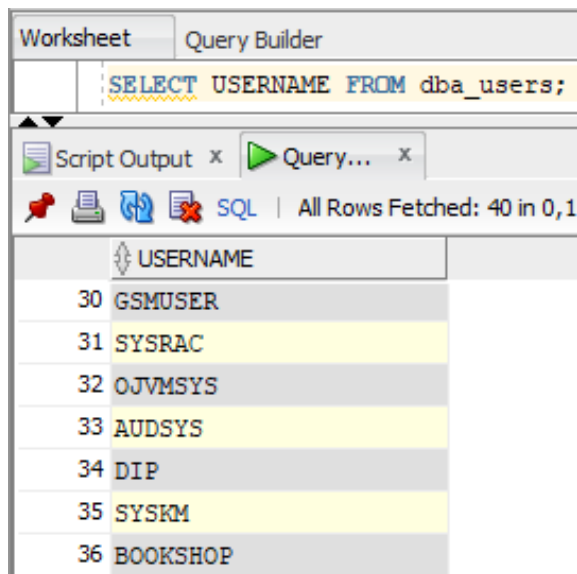 Worksheet Query Builder
SELECT USERNAME FROM dba_users;
Script Output x Query... x
SQL | All Rows Fetched: 40 in 0,1
USERNAME
30 GSMUSER
31 SYSRAC
32 OJVMSYS
33 AUDSYS
34 DIP
35 SYSKM
36 BOOKSHOP